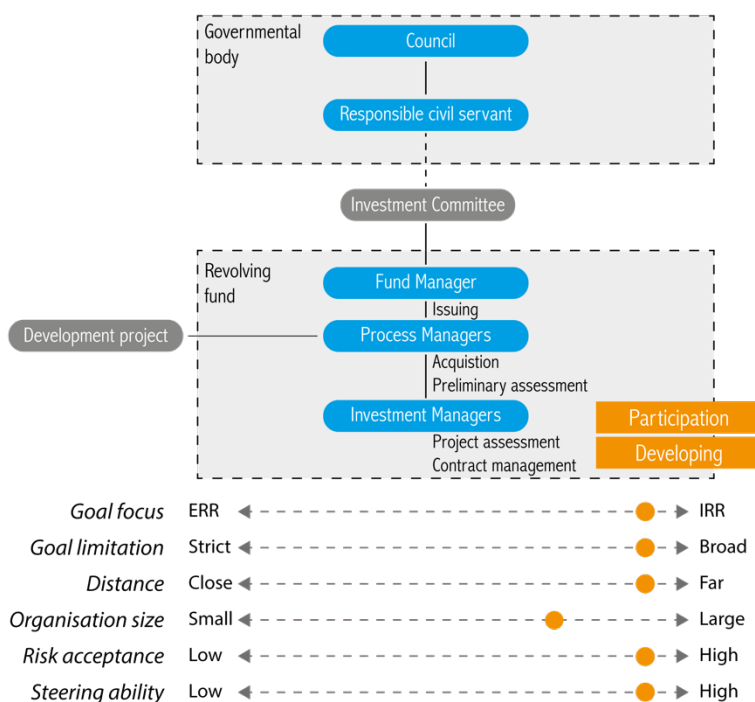 Governmental
body
Council
Responsible civil servant
Investment Committee
Revolving
fund
Fund Manager
Issuing
Development project
Process Managers
Acquistion
Preliminary assessment
Investment Managers
Participation
Project assessment
Developing
Contract management
Goal focus ERR IRR
Goal limitation Strict Broad
Distance Close Far
Organisation size Small Large
Risk acceptance Low High
Steering ability Low High